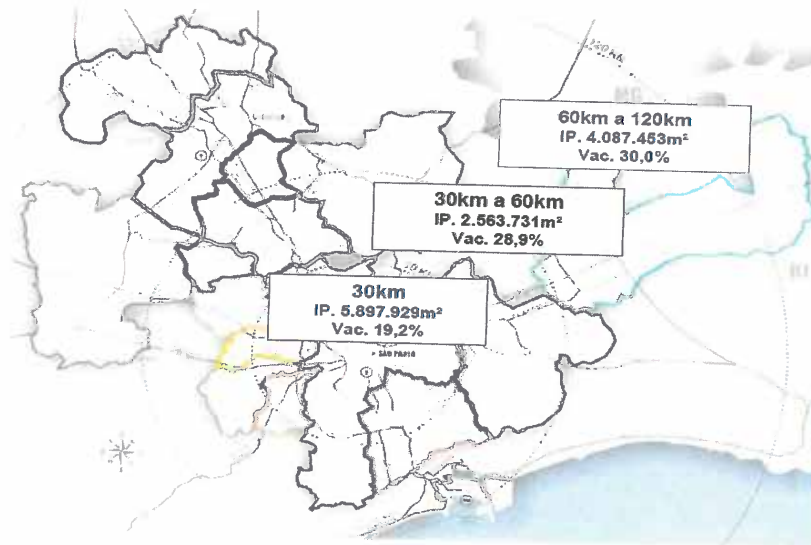 60km a 120km
IP. 4.087.453m²
Vac. 30,0%
30km a 60km
IP. 2.563.731m²
Vac. 28,9%
30km
IP. 5.897.929m²
Vac. 19,2%
SÃO PAULO
MG